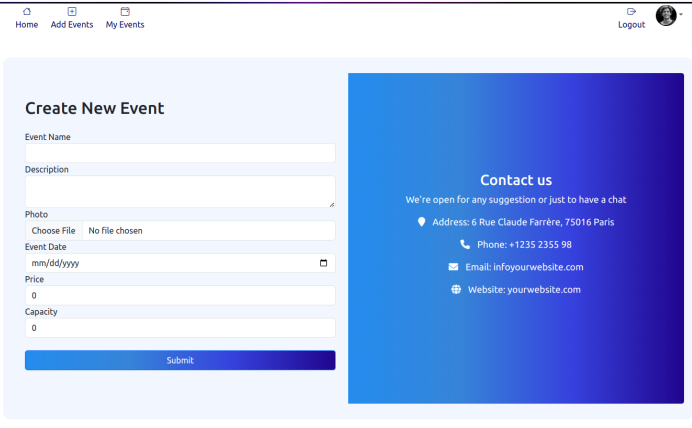 Home
Add Events
My Events
Logout
Create New Event
Event Name
Description
Photo
Choose File No file chosen
Event Date
mm/dd/yyyy
Price
0
Capacity
0
Submit
Contact us
We're open for any suggestion or just to have a chat
Address: 6 Rue Claude Farrère, 75016 Paris
Phone: +1235 2355 98
Email: infoyourwebsite.com
Website: yourwebsite.com